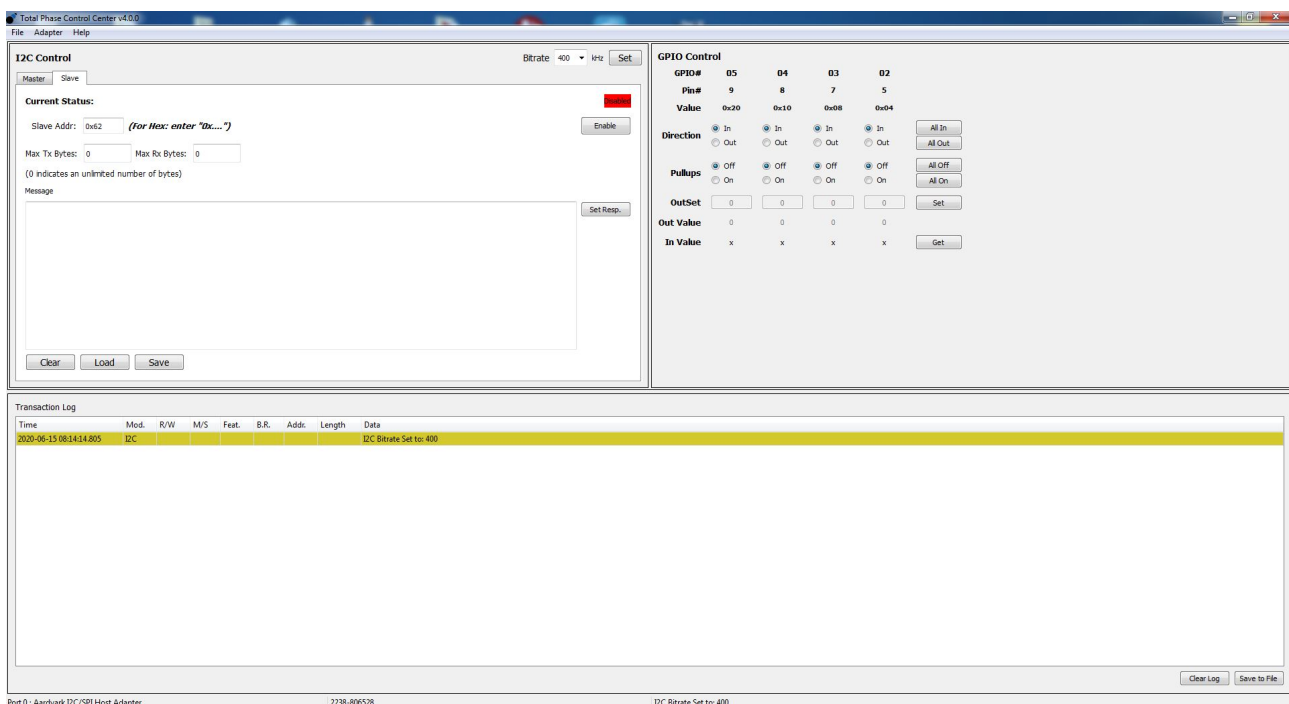 Total Phase Control Center v4.0.0
File Adapter Help
I2C Control
Bitrate 400 kHz Set
Master Slave
Current Status:
Disabled
Slave Addr: 0x62 (For Hex: enter "0x....")
Enable
Max Tx Bytes: 0 Max Rx Bytes: 0
(0 indicates an unlimited number of bytes)
Message
Set Resp.
Clear Load Save
GPIO Control
GPIO# 05 04 03 02
Pin# 9 8 7 5
Value 0x20 0x10 0x08 0x04
Direction
In In In In All In
Out Out Out Out All Out
Pullups
Off Off Off Off All Off
On On On On All On
OutSet 0 0 0 0 Set
Out Value 0 0 0 0
In Value x x x x Get
Transaction Log
Time Mod. R/W M/S Feat. B.R. Addr. Length Data
2020-06-15 08:14:14.805 I2C I2C Bitrate Set to: 400
Clear Log Save to File
Port 0 : Aardvark I2C/SPI Host Adapter 2238-806528 I2C Bitrate Set to: 400